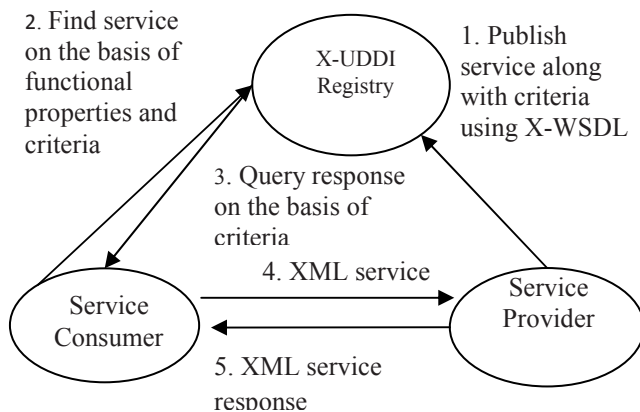 2. Find service
on the basis of
functional
properties and
criteria
X-UDDI
Registry
1. Publish
service along
with criteria
using X-WSDL
3. Query response
on the basis of
criteria
4. XML service
Service
Consumer
Service
Provider
5. XML service
response